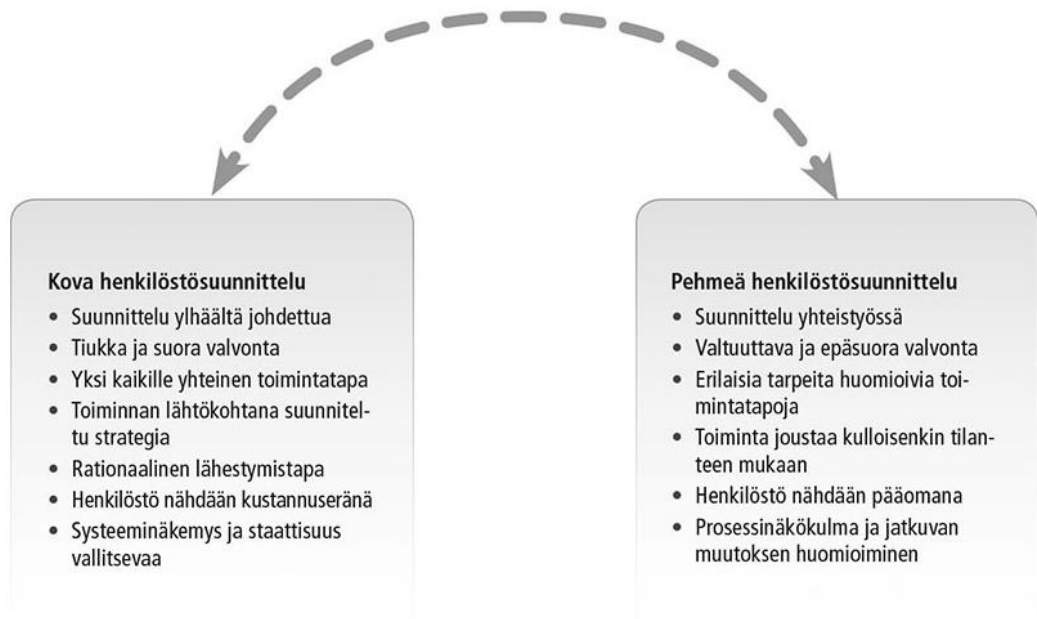 Kova henkilöstösuunnittelu
• Suunnittelu ylhäältä johdettua
• Tiukka ja suora valvonta
• Yksi kaikille yhteinen toimintatapa
• Toiminnan lähtökohtana suunnitel-
tu strategia
• Rationaalinen lähestymistapa
• Henkilöstö nähdään kustannuseränä
• Systeeminäkemys ja staattisuus
vallitsevaa
Pehmeä henkilöstösuunnittelu
• Suunnittelu yhteistyössä
• Valtuuttava ja epäsuora valvonta
• Erilaisia tarpeita huomioivia toi-
mintatapoja
• Toiminta joustaa kulloisenkin tilan-
teen mukaan
• Henkilöstö nähdään pääomana
• Prosessinäkökulma ja jatkuvan
muutoksen huomioiminen